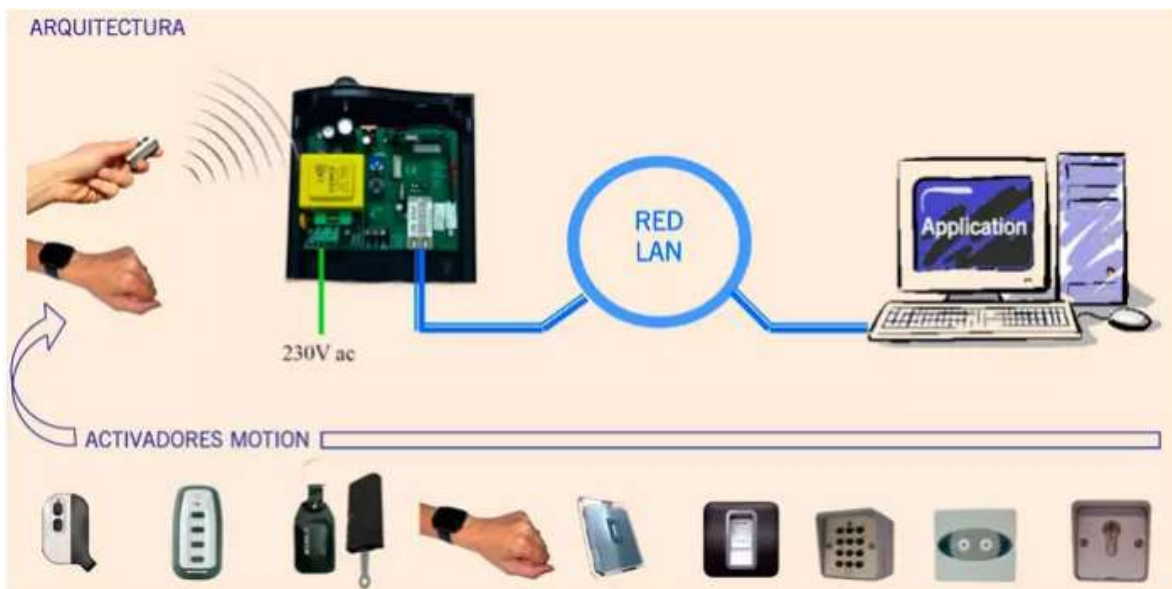 ARQUITECTURA
RED
LAN
Application
230V ac
ACTIVADORES MOTION